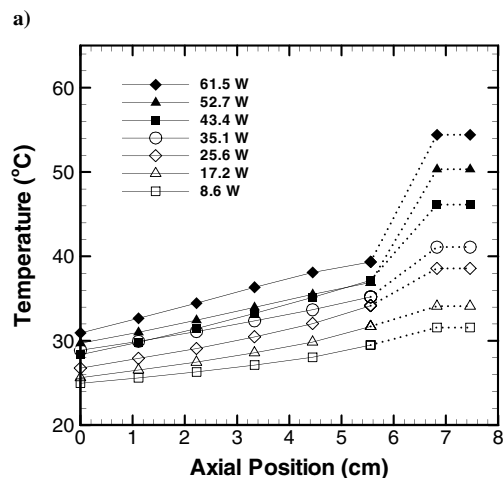 a)
60
50
40
30
20
Temperature (°C)
61.5 W
52.7 W
43.4 W
35.1 W
25.6 W
17.2 W
8.6 W
0 1 2 3 4 5 6 7 8
Axial Position (cm)